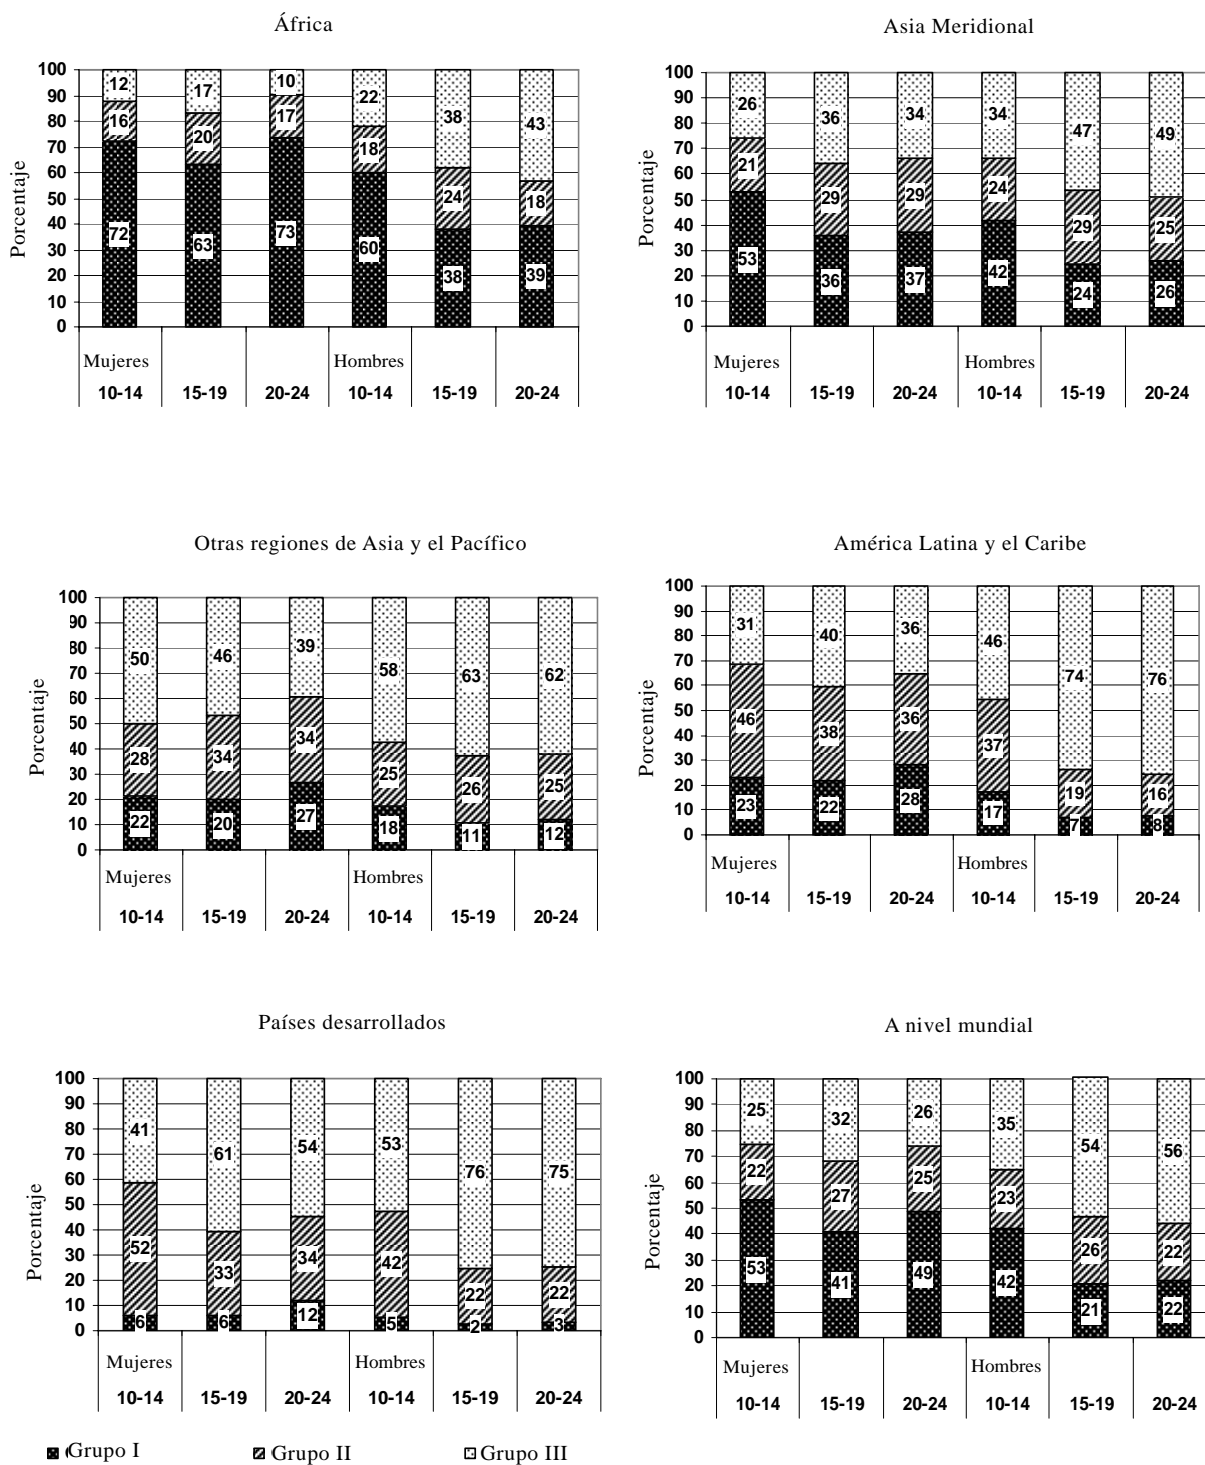 África
Porcentaje
100
90
80
70
60
50
40
30
20
10
0
12 17 10 22 38 43
16 20 17 18 24 18
72 63 73 60 38 39
Mujeres Hombres
10-14 15-19 20-24 10-14 15-19 20-24
Asia Meridional
Porcentaje
100
90
80
70
60
50
40
30
20
10
0
26 36 34 34 47 49
21 29 29 24 29 25
53 36 37 42 24 26
Mujeres Hombres
10-14 15-19 20-24 10-14 15-19 20-24
Otras regiones de Asia y el Pacífico
Porcentaje
100
90
80
70
60
50
40
30
20
10
0
50 46 39 58 63 62
28 34 34 25 26 25
22 20 27 18 11 12
Mujeres Hombres
10-14 15-19 20-24 10-14 15-19 20-24
América Latina y el Caribe
Porcentaje
100
90
80
70
60
50
40
30
20
10
0
31 40 36 46 74 76
46 38 36 37 19 16
23 22 28 17 7 8
Mujeres Hombres
10-14 15-19 20-24 10-14 15-19 20-24
Países desarrollados
Porcentaje
100
90
80
70
60
50
40
30
20
10
0
41 61 54 53 76 75
52 33 34 42 22 22
6 6 12 5 2 3
Mujeres Hombres
10-14 15-19 20-24 10-14 15-19 20-24
A nivel mundial
Porcentaje
100
90
80
70
60
50
40
30
20
10
0
25 32 26 35 54 56
22 27 25 23 26 22
53 41 49 42 21 22
Mujeres Hombres
10-14 15-19 20-24 10-14 15-19 20-24
Grupo I Grupo II Grupo III